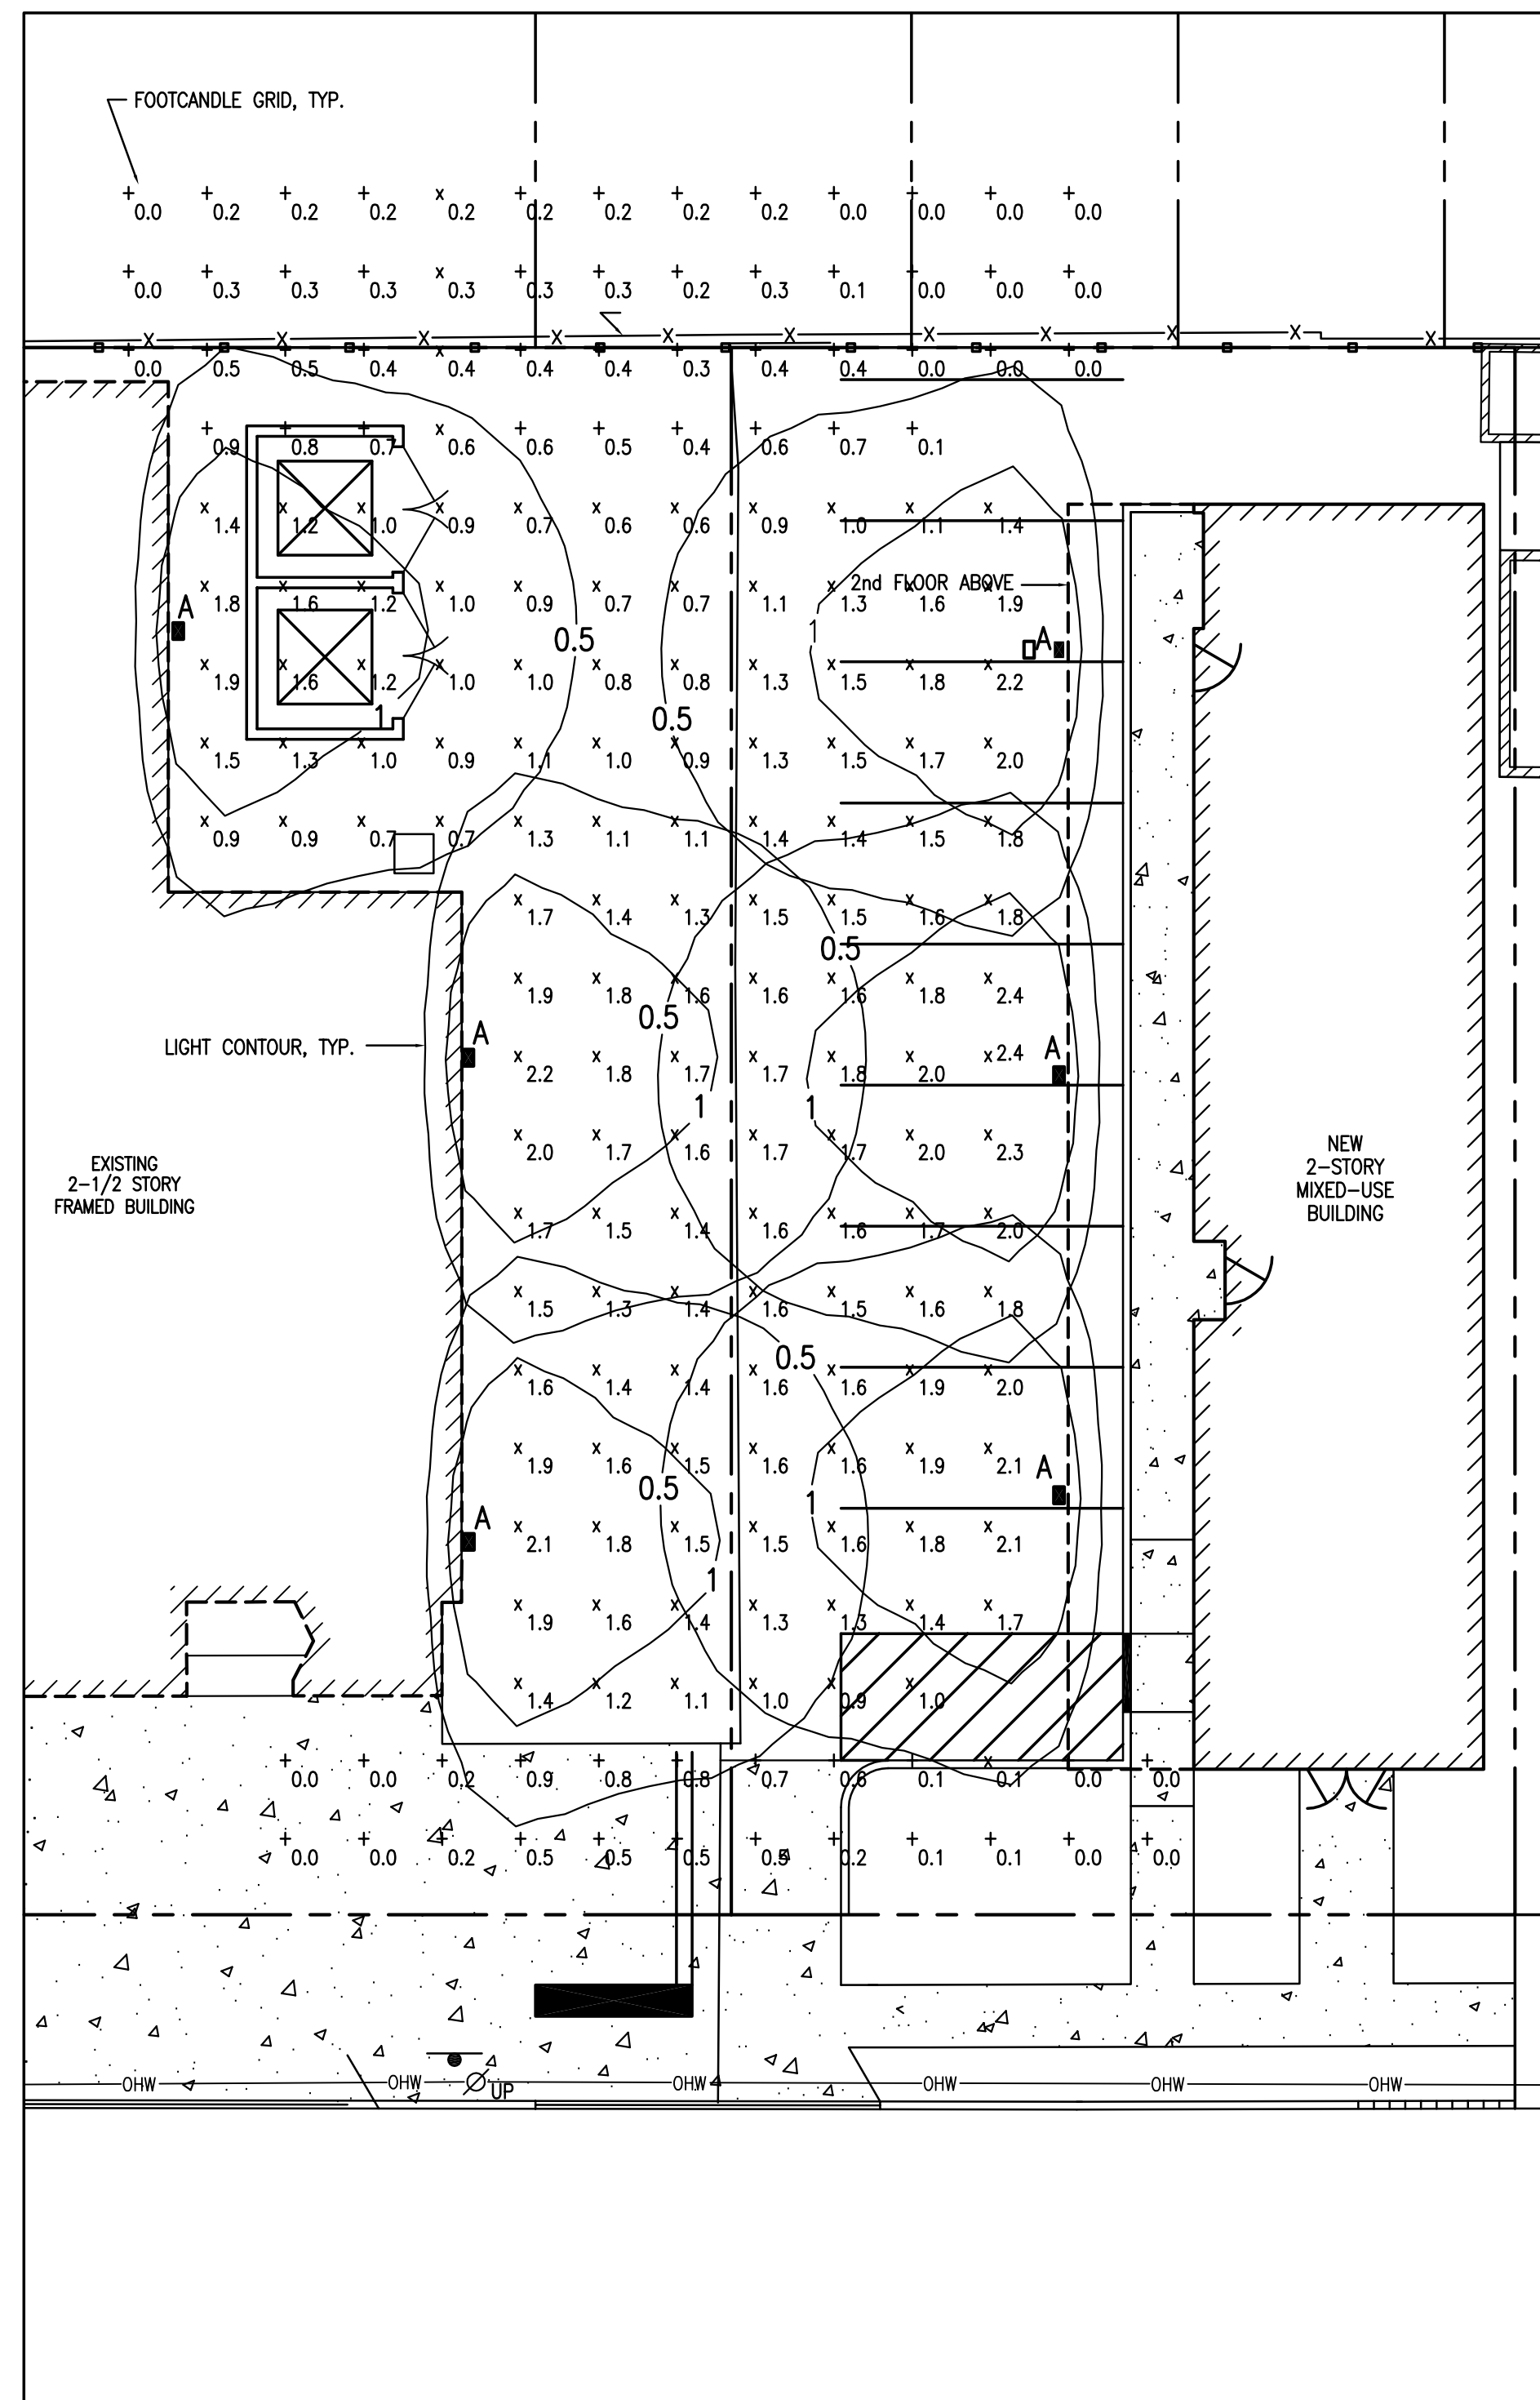 FOOTCANDLE GRID, TYP.
0.0 0.2 0.2 0.2 0.2 0.2 0.2 0.2 0.2 0.0 0.0 0.0 0.0
0.0 0.3 0.3 0.3 0.3 0.3 0.3 0.2 0.3 0.1 0.0 0.0 0.0
X X X X X X X X X X X
0.0 0.5 0.5 0.4 0.4 0.4 0.4 0.3 0.4 0.4 0.0 0.0 0.0
0.9 0.8 0.7 0.6 0.6 0.5 0.4 0.6 0.7 0.1
1.4 1.2 1.0 0.9 0.7 0.6 0.6 0.9 1.0 1.1 1.4
2nd FLOOR ABOVE
1.8 1.6 1.2 1.0 0.9 0.7 0.7 1.1 1.3 1.6 1.9
A 0.5 1 A
1.9 1.6 1.2 1.0 1.0 0.8 0.8 1.3 1.5 1.8 2.2
1 0.5
1.5 1.3 1.0 0.9 1.1 1.0 0.9 1.3 1.5 1.7 2.0
0.9 0.9 0.7 0.7 1.3 1.1 1.1 1.4 1.4 1.5 1.8
1.7 1.4 1.3 1.5 1.5 1.6 1.8
0.5
1.9 1.8 1.6 1.6 1.6 1.8 2.4
0.5
LIGHT CONTOUR, TYP.
A A
2.2 1.8 1.7 1.7 1.8 2.0 2.4
1 1
2.0 1.7 1.6 1.7 1.7 2.0 2.3
EXISTING
2-1/2 STORY
FRAMED BUILDING
NEW
2-STORY
MIXED-USE
BUILDING
1.7 1.5 1.4 1.6 1.6 1.7 2.0
1.5 1.3 1.4 1.6 1.5 1.6 1.8
0.5
1.6 1.4 1.4 1.6 1.6 1.9 2.0
1.9 1.6 1.5 1.6 1.6 1.9 2.1
A
0.5 1
A
2.1 1.8 1.5 1.5 1.6 1.8 2.1
1
1.9 1.6 1.4 1.3 1.3 1.4 1.7
1.4 1.2 1.1 1.0 0.9 1.0
0.0 0.0 0.2 0.9 0.8 0.8 0.7 0.6 0.1 0.1 0.0 0.0
0.0 0.0 0.2 0.5 0.5 0.5 0.5 0.2 0.1 0.1 0.0 0.0
OHW OHW OHW OHW OHW OHW
UP